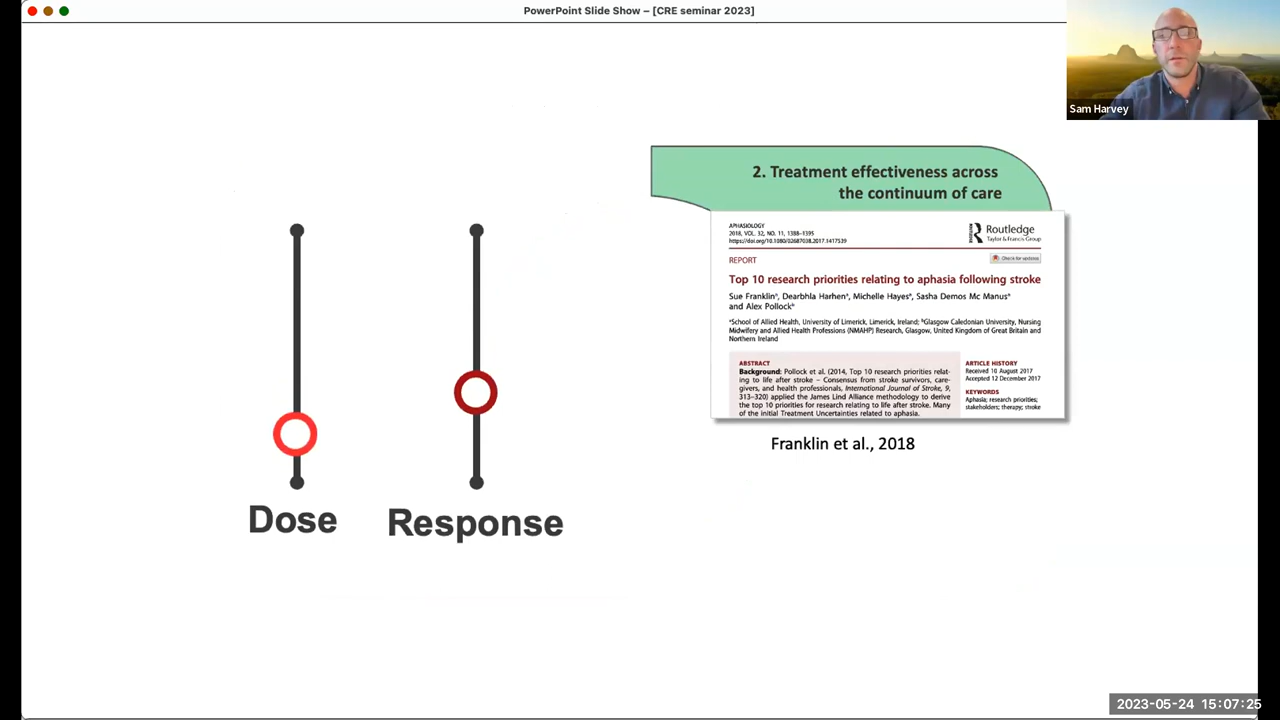 PowerPoint Slide Show – [CRE seminar 2023]
Sam Harvey
2. Treatment effectiveness across
the continuum of care
APHASIOLOGY
2018, VOL. 32, NO. 11, 1388–1395
https://doi.org/10.1080/02687038.2017.1417539
Routledge
Taylor & Francis Group
Check for updates
REPORT
Top 10 research priorities relating to aphasia following stroke
Sue Franklinᵃ, Dearbhla Harhenᵃ, Michelle Hayesᵃ, Sasha Demos Mc Manusᵃ
and Alex Pollockᵇ
ᵃSchool of Allied Health, University of Limerick, Limerick, Ireland; ᵇGlasgow Caledonian University, Nursing
Midwifery and Allied Health Professions (NMAHP) Research, Glasgow, United Kingdom of Great Britain and
Northern Ireland
ABSTRACT
Background: Pollock et al. (2014, Top 10 research priorities relat-
ing to life after stroke – Consensus from stroke survivors, care-
givers, and health professionals, International Journal of Stroke, 9,
313–320) applied the James Lind Alliance methodology to derive
the top 10 priorities for research relating to life after stroke. Many
of the initial Treatment Uncertainties related to aphasia.
ARTICLE HISTORY
Received 10 August 2017
Accepted 12 December 2017
KEYWORDS
Aphasia; research priorities;
stakeholders; therapy; stroke
Franklin et al., 2018
Dose
Response
2023-05-24 15:07:25